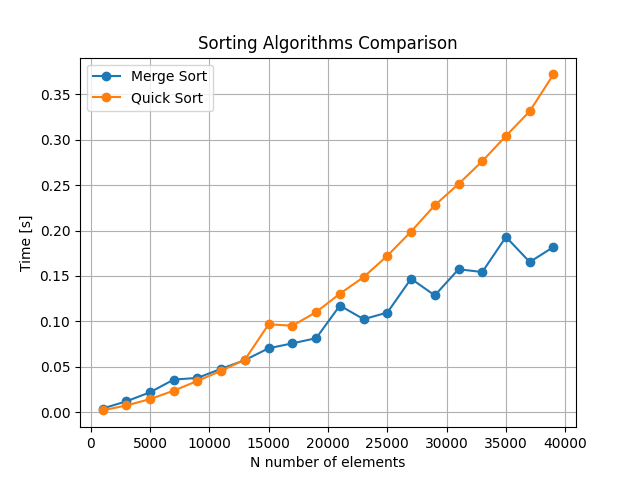 Sorting Algorithms Comparison
Merge Sort
Quick Sort
0.35
0.30
0.25
0.20
0.15
0.10
0.05
0.00
Time [s]
0 5000 10000 15000 20000 25000 30000 35000 40000
N number of elements